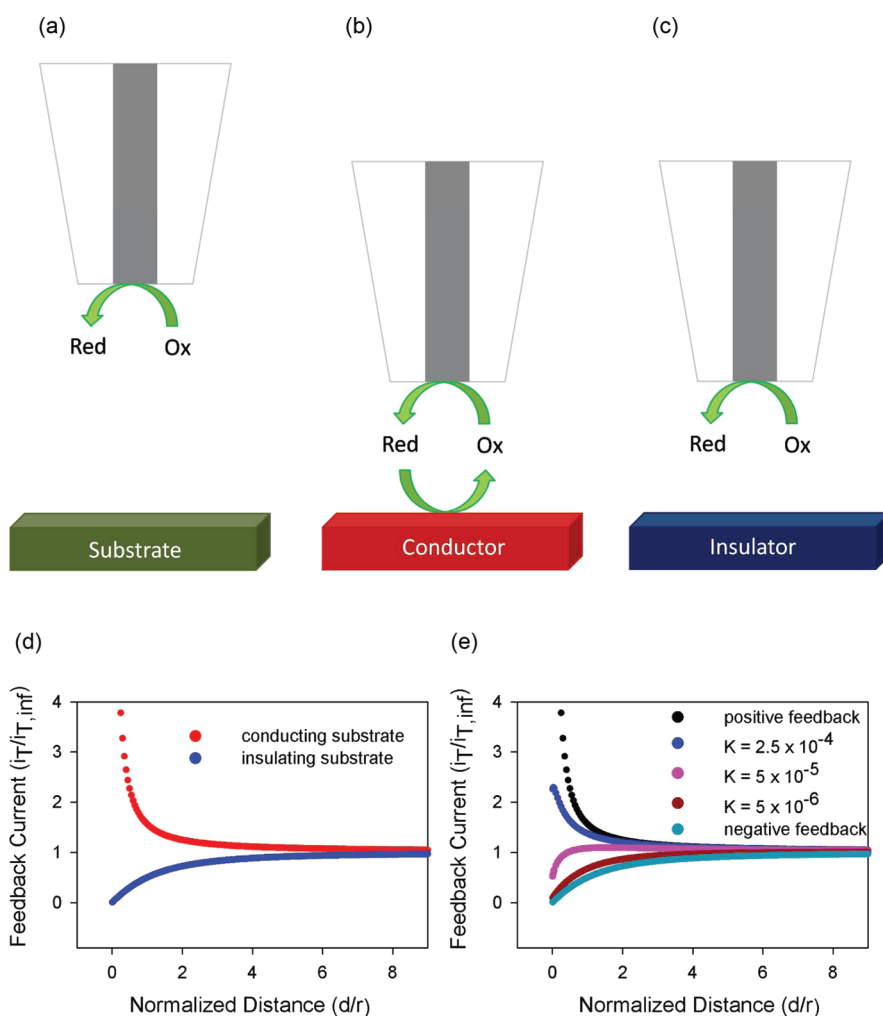 (a)
(b)
(c)
Red Ox
Red Ox
Red Ox
Substrate
Conductor
Insulator
(d)
4
3
2
1
0
Feedback Current (iT/iT,inf)
conducting substrate
insulating substrate
0 2 4 6 8
Normalized Distance (d/r)
(e)
4
3
2
1
0
Feedback Current (iT/iT,inf)
positive feedback
K = 2.5 x 10⁻⁴
K = 5 x 10⁻⁵
K = 5 x 10⁻⁶
negative feedback
0 2 4 6 8
Normalized Distance (d/r)